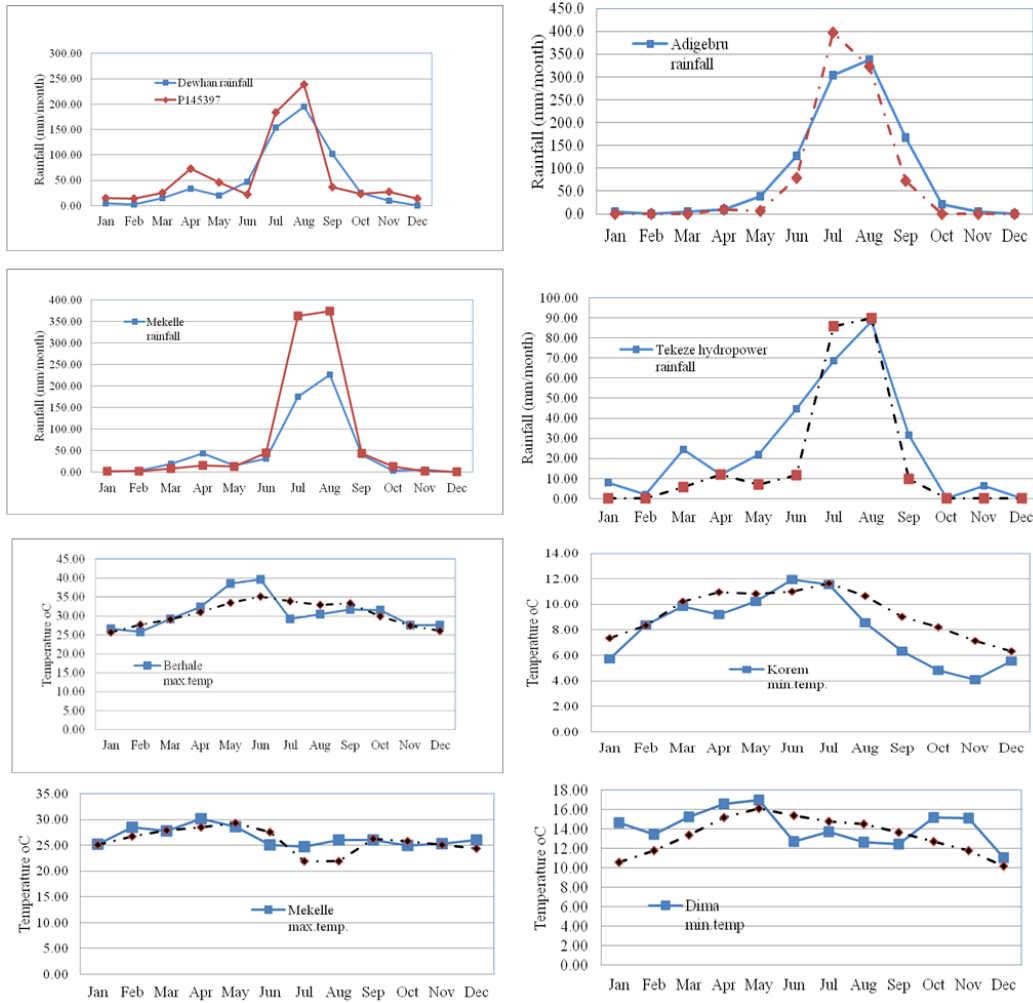 300.00
250.00
200.00
150.00
100.00
50.00
0.00
Rainfall (mm/month)
Dewhan rainfall
P145397
Jan Feb Mar Apr May Jun Jul Aug Sep Oct Nov Dec
450.0
400.0
350.0
300.0
250.0
200.0
150.0
100.0
50.0
0.0
Rainfall (mm/month)
Adigebru
rainfall
Jan Feb Mar Apr May Jun Jul Aug Sep Oct Nov Dec
400.00
350.00
300.00
250.00
200.00
150.00
100.00
50.00
0.00
Rainfall (mm/month)
Mekelle
rainfall
Jan Feb Mar Apr May Jun Jul Aug Sep Oct Nov Dec
100.00
90.00
80.00
70.00
60.00
50.00
40.00
30.00
20.00
10.00
0.00
Rainfall (mm/month)
Tekeze hydropower
rainfall
Jan Feb Mar Apr May Jun Jul Aug Sep Oct Nov Dec
45.00
40.00
35.00
30.00
25.00
20.00
15.00
10.00
5.00
0.00
Temperature oC
Berhale
max.temp
Jan Feb Mar Apr May Jun Jul Aug Sep Oct Nov Dec
14.00
12.00
10.00
8.00
6.00
4.00
2.00
0.00
Temperature oC
Korem
min.temp.
Jan Feb Mar Apr May Jun Jul Aug Sep Oct Nov Dec
35.00
30.00
25.00
20.00
15.00
10.00
5.00
0.00
Temperature oC
Mekelle
max.temp.
Jan Feb Mar Apr May Jun Jul Aug Sep Oct Nov Dec
18.00
16.00
14.00
12.00
10.00
8.00
6.00
4.00
2.00
0.00
Temperature oC
Dima
min.temp
Jan Feb Mar Apr May Jun Jul Aug Sep Oct Nov Dec